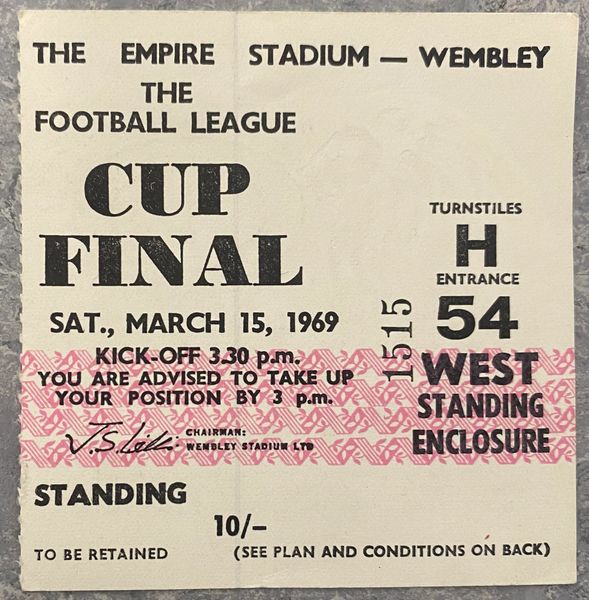 THE EMPIRE STADIUM — WEMBLEY
THE
FOOTBALL LEAGUE
CUP
FINAL
SAT., MARCH 15, 1969
KICK-OFF 3.30 p.m.
YOU ARE ADVISED TO TAKE UP
YOUR POSITION BY 3 p.m.
CHAIRMAN:
WEMBLEY STADIUM LTD
STANDING
10/-
TO BE RETAINED
TURNSTILES
H
ENTRANCE
54
1515
WEST
STANDING
ENCLOSURE
(SEE PLAN AND CONDITIONS ON BACK)